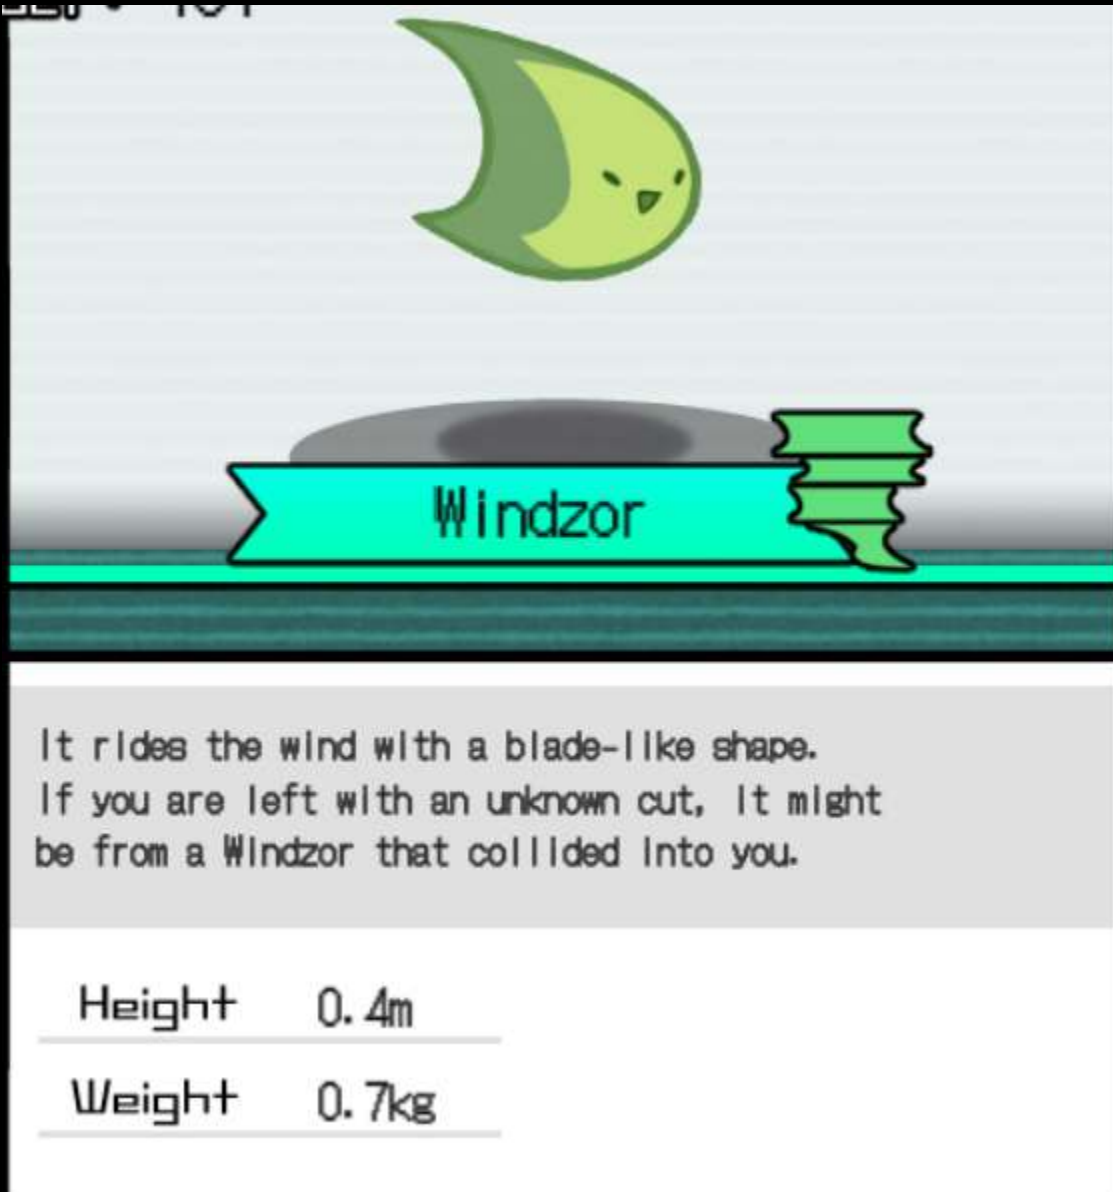 Windzor
It rides the wind with a blade-like shape.
If you are left with an unknown cut, it might
be from a Windzor that collided into you.
Height 0.4m
Weight 0.7kg